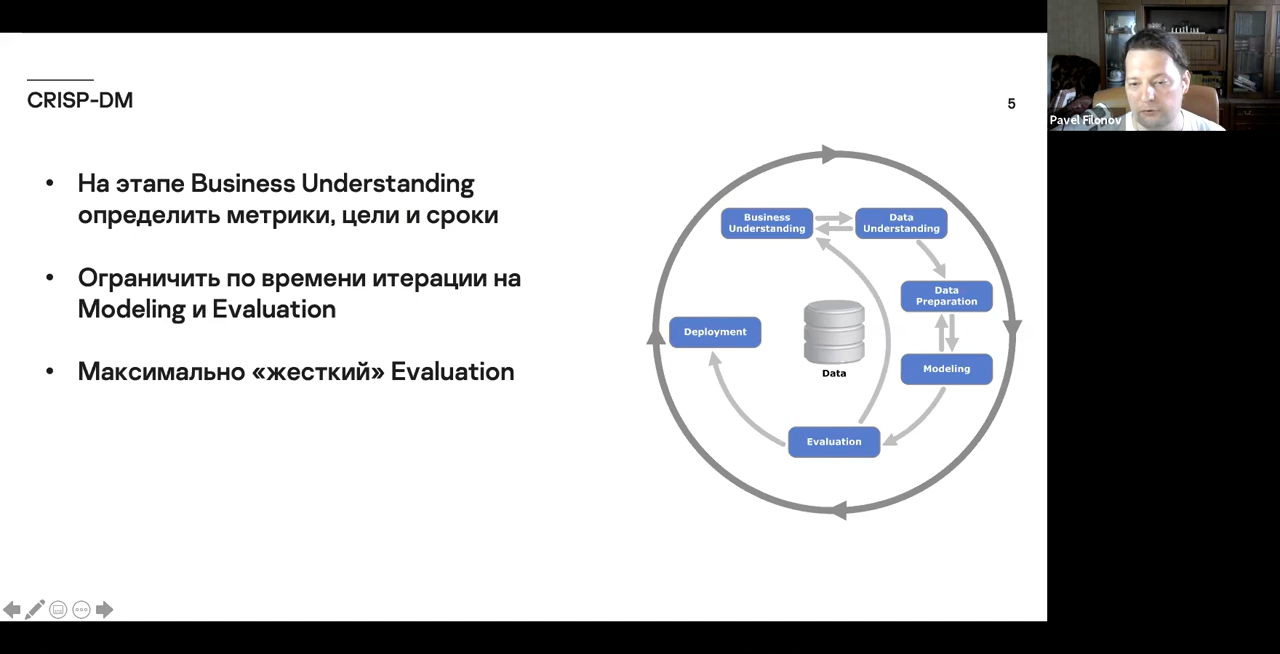 CRISP-DM
5
• На этапе Business Understanding
определить метрики, цели и сроки
• Ограничить по времени итерации на
Modeling и Evaluation
• Максимально «жесткий» Evaluation
Business
Understanding
Data
Understanding
Data
Preparation
Deployment
Data
Modeling
Evaluation
Pavel Filonov